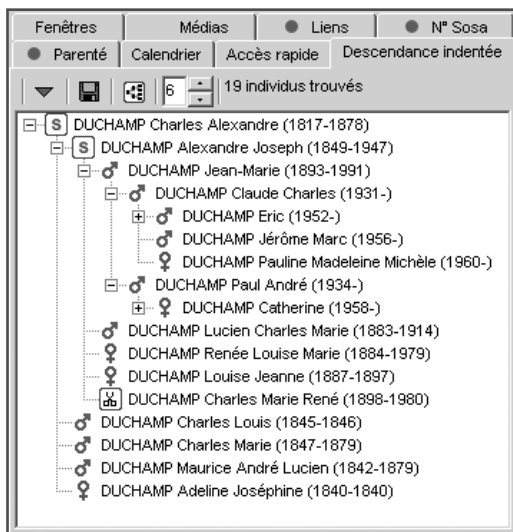 Fenêtres Médias Liens N° Sosa
Parenté Calendrier Accès rapide Descendance indentée
6 19 individus trouvés
S DUCHAMP Charles Alexandre (1817-1878)
S DUCHAMP Alexandre Joseph (1849-1947)
DUCHAMP Jean-Marie (1893-1991)
DUCHAMP Claude Charles (1931-)
DUCHAMP Eric (1952-)
DUCHAMP Jérôme Marc (1956-)
DUCHAMP Pauline Madeleine Michèle (1960-)
DUCHAMP Paul André (1934-)
DUCHAMP Catherine (1958-)
DUCHAMP Lucien Charles Marie (1883-1914)
DUCHAMP Renée Louise Marie (1884-1979)
DUCHAMP Louise Jeanne (1887-1897)
DUCHAMP Charles Marie René (1898-1980)
DUCHAMP Charles Louis (1845-1846)
DUCHAMP Charles Marie (1847-1879)
DUCHAMP Maurice André Lucien (1842-1879)
DUCHAMP Adeline Joséphine (1840-1840)